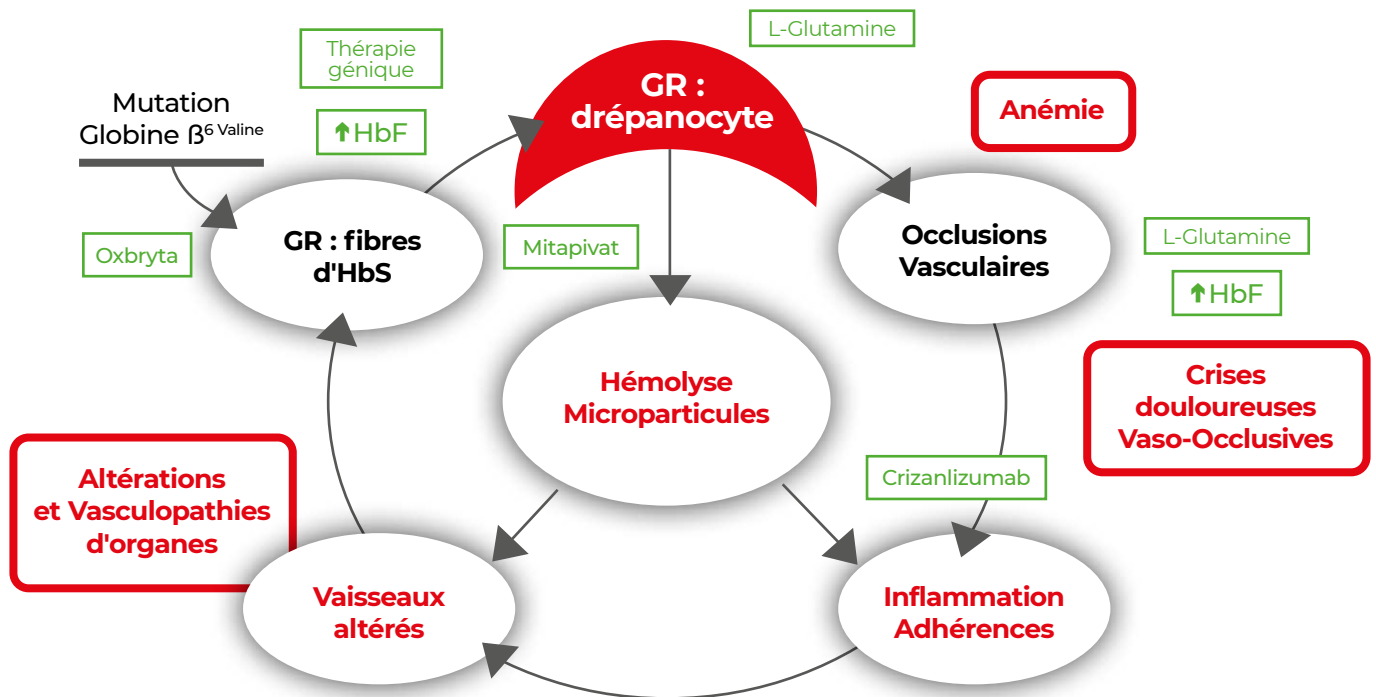 L-Glutamine
Thérapie
génique
GR :
drépanocyte
Anémie
Mutation
Globine ß6 Valine
↑HbF
Oxbryta
GR : fibres
d'HbS
Mitapivat
Occlusions
Vasculaires
L-Glutamine
↑HbF
Hémolyse
Microparticules
Crises
douloureuses
Vaso-Occlusives
Crizanlizumab
Altérations
et Vasculopathies
d'organes
Vaisseaux
altérés
Inflammation
Adhérences